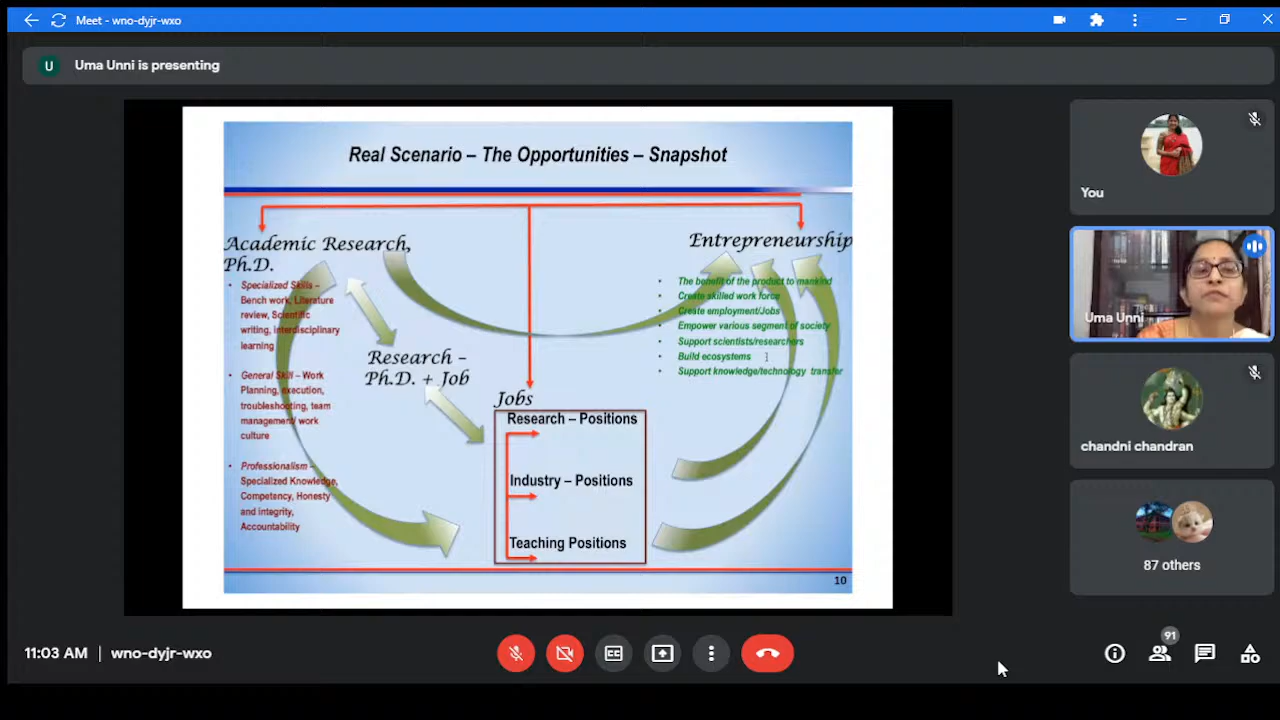 Meet - wno-dyjr-wxo
U
Uma Unni is presenting
Real Scenario – The Opportunities – Snapshot
Academic Research,
Ph.D.
• Specialized Skills –
Bench work, Literature
review, Scientific
writing, interdisciplinary
learning
• General Skill – Work
Planning, execution,
troubleshooting, team
management/ work
culture
• Professionalism –
Specialized Knowledge,
Competency, Honesty
and integrity,
Accountability
Research –
Ph.D. + Job
Jobs
Research – Positions
Industry – Positions
Teaching Positions
Entrepreneurship
• The benefit of the product to mankind
• Create skilled work force
• Create employment/Jobs
• Empower various segment of society
• Support scientists/researchers
• Build ecosystems
• Support knowledge/technology transfer
10
You
Uma Unni
chandni chandran
87 others
11:03 AM | wno-dyjr-wxo
91